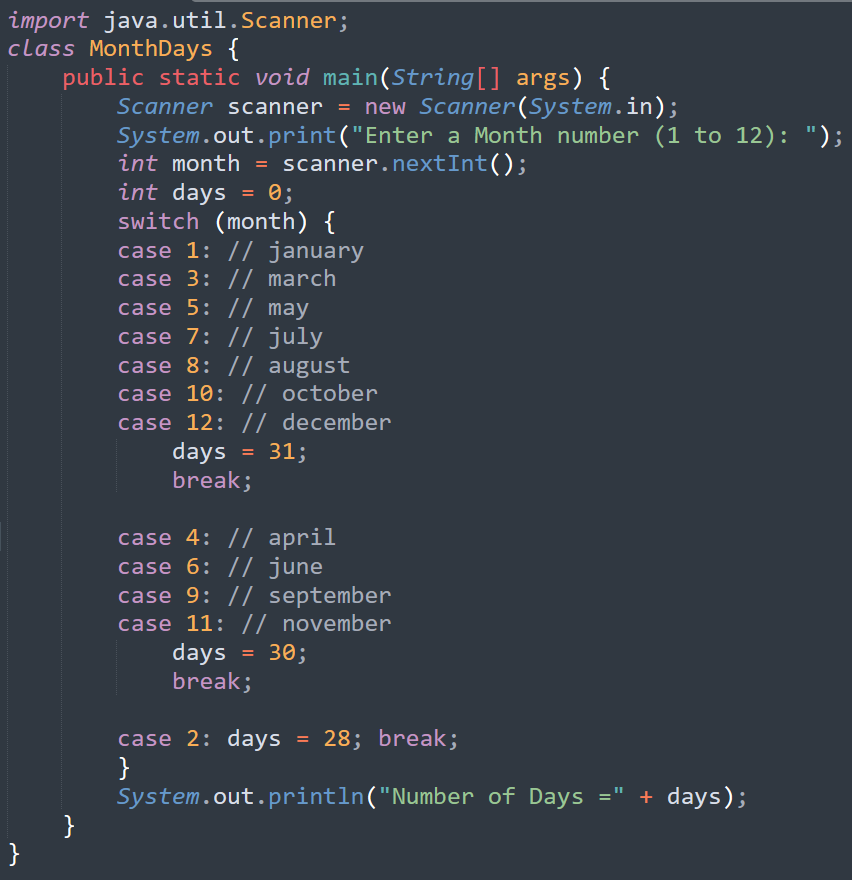 import java.util.Scanner;
class MonthDays {
    public static void main(String[] args) {
        Scanner scanner = new Scanner(System.in);
        System.out.print("Enter a Month number (1 to 12): ");
        int month = scanner.nextInt();
        int days = 0;
        switch (month) {
        case 1: // january
        case 3: // march
        case 5: // may
        case 7: // july
        case 8: // august
        case 10: // october
        case 12: // december
            days = 31;
            break;

        case 4: // april
        case 6: // june
        case 9: // september
        case 11: // november
            days = 30;
            break;

        case 2: days = 28; break;
        }
        System.out.println("Number of Days =" + days);
    }
}